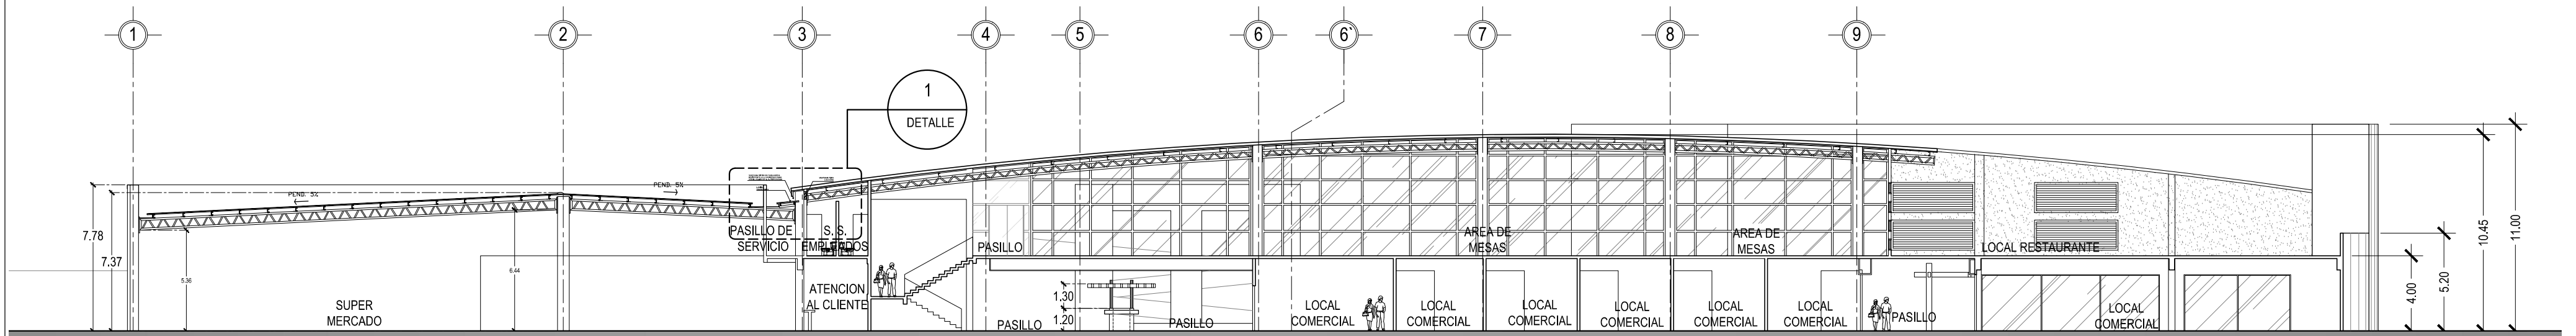 1
2
3
4
5
6
6`
7
8
9
1
DETALLE
PEND. 5%
PEND. 5%
7.78
7.37
5.36
6.44
10.45
11.00
4.00
5.20
1.30
1.20
PASILLO DE
SERVICIO
S. S.
EMPLEADOS
PASILLO
AREA DE
MESAS
AREA DE
MESAS
LOCAL RESTAURANTE
SUPER
MERCADO
ATENCION
AL CLIENTE
PASILLO
PASILLO
LOCAL
COMERCIAL
LOCAL
COMERCIAL
LOCAL
COMERCIAL
LOCAL
COMERCIAL
LOCAL
COMERCIAL
LOCAL
COMERCIAL
PASILLO
LOCAL
COMERCIAL